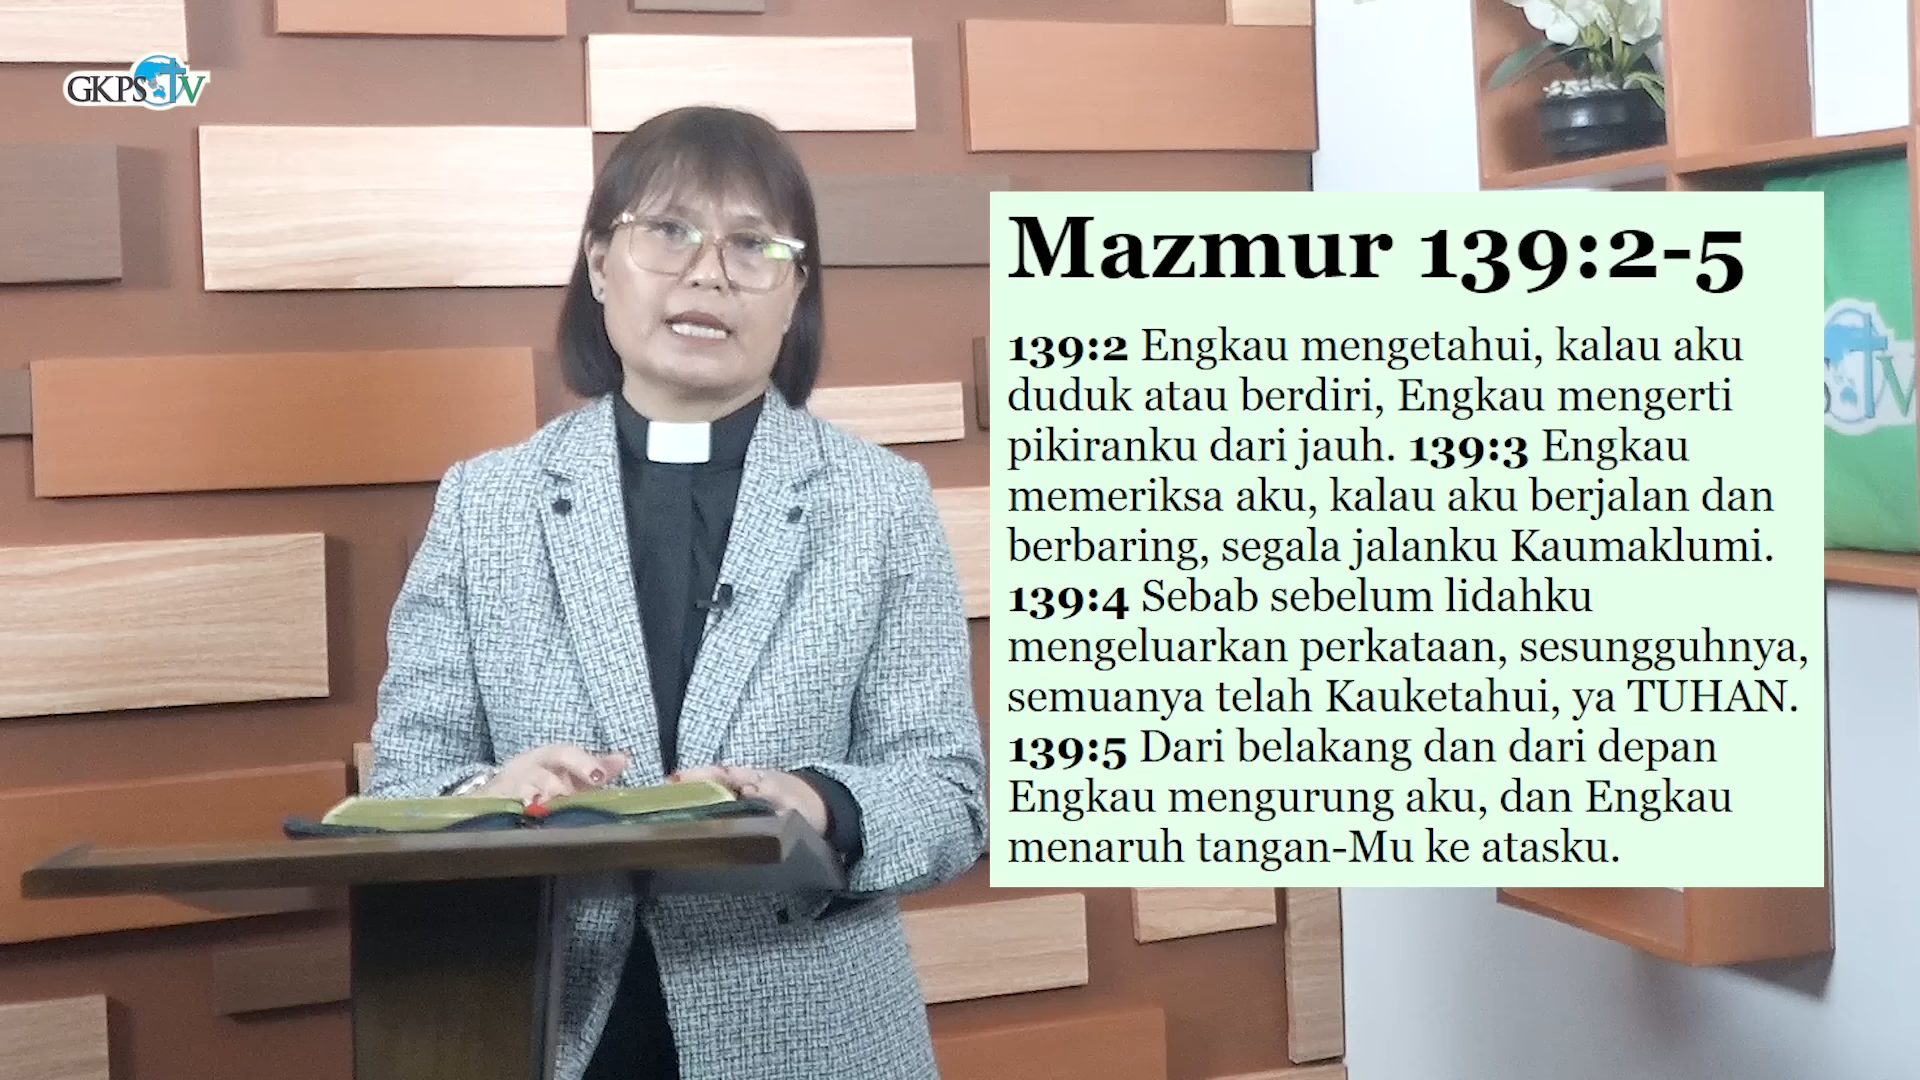 GKPS TV
Mazmur 139:2-5
139:2 Engkau mengetahui, kalau aku
duduk atau berdiri, Engkau mengerti
pikiranku dari jauh. 139:3 Engkau
memeriksa aku, kalau aku berjalan dan
berbaring, segala jalanku Kaumaklumi.
139:4 Sebab sebelum lidahku
mengeluarkan perkataan, sesungguhnya,
semuanya telah Kauketahui, ya TUHAN.
139:5 Dari belakang dan dari depan
Engkau mengurung aku, dan Engkau
menaruh tangan-Mu ke atasku.